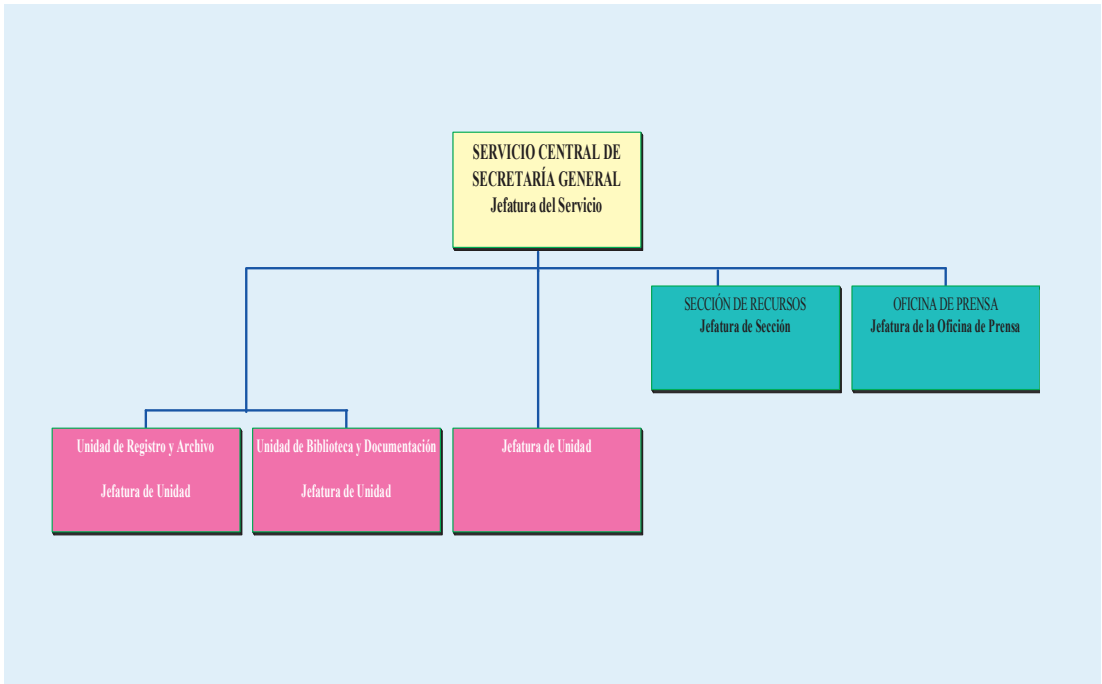 SERVICIO CENTRAL DE
SECRETARÍA GENERAL
Jefatura del Servicio
SECCIÓN DE RECURSOS
Jefatura de Sección
OFICINA DE PRENSA
Jefatura de la Oficina de Prensa
Unidad de Registro y Archivo
Jefatura de Unidad
Unidad de Biblioteca y Documentación
Jefatura de Unidad
Jefatura de Unidad